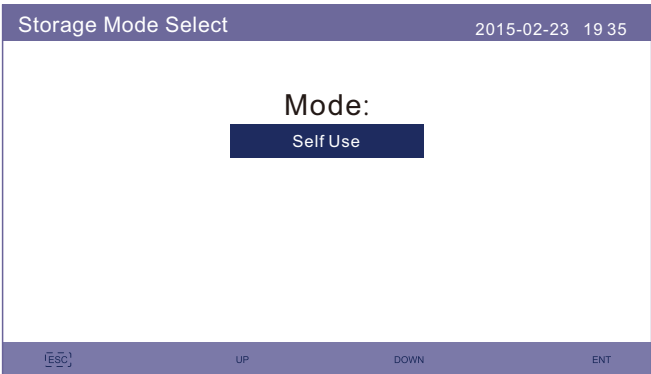 Storage Mode Select 2015-02-23 19 35
Mode:
Self Use
ESC UP DOWN ENT